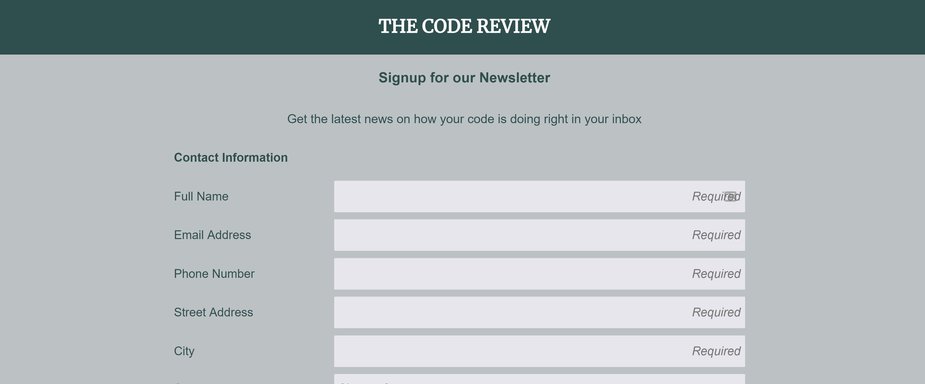 THE CODE REVIEW
Signup for our Newsletter
Get the latest news on how your code is doing right in your inbox
Contact Information
Full Name Required
Email Address Required
Phone Number Required
Street Address Required
City Required